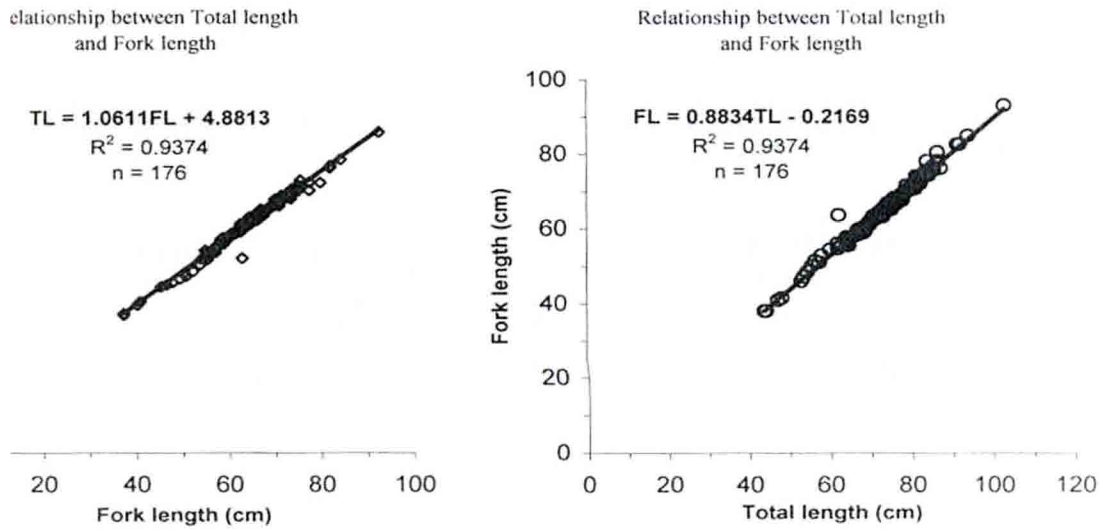 elationship between Total length
and Fork length
TL = 1.0611FL + 4.8813
R² = 0.9374
n = 176
20 40 60 80 100
Fork length (cm)
Relationship between Total length
and Fork length
FL = 0.8834TL - 0.2169
R² = 0.9374
n = 176
100
80
60
40
20
0
Fork length (cm)
0 20 40 60 80 100 120
Total length (cm)